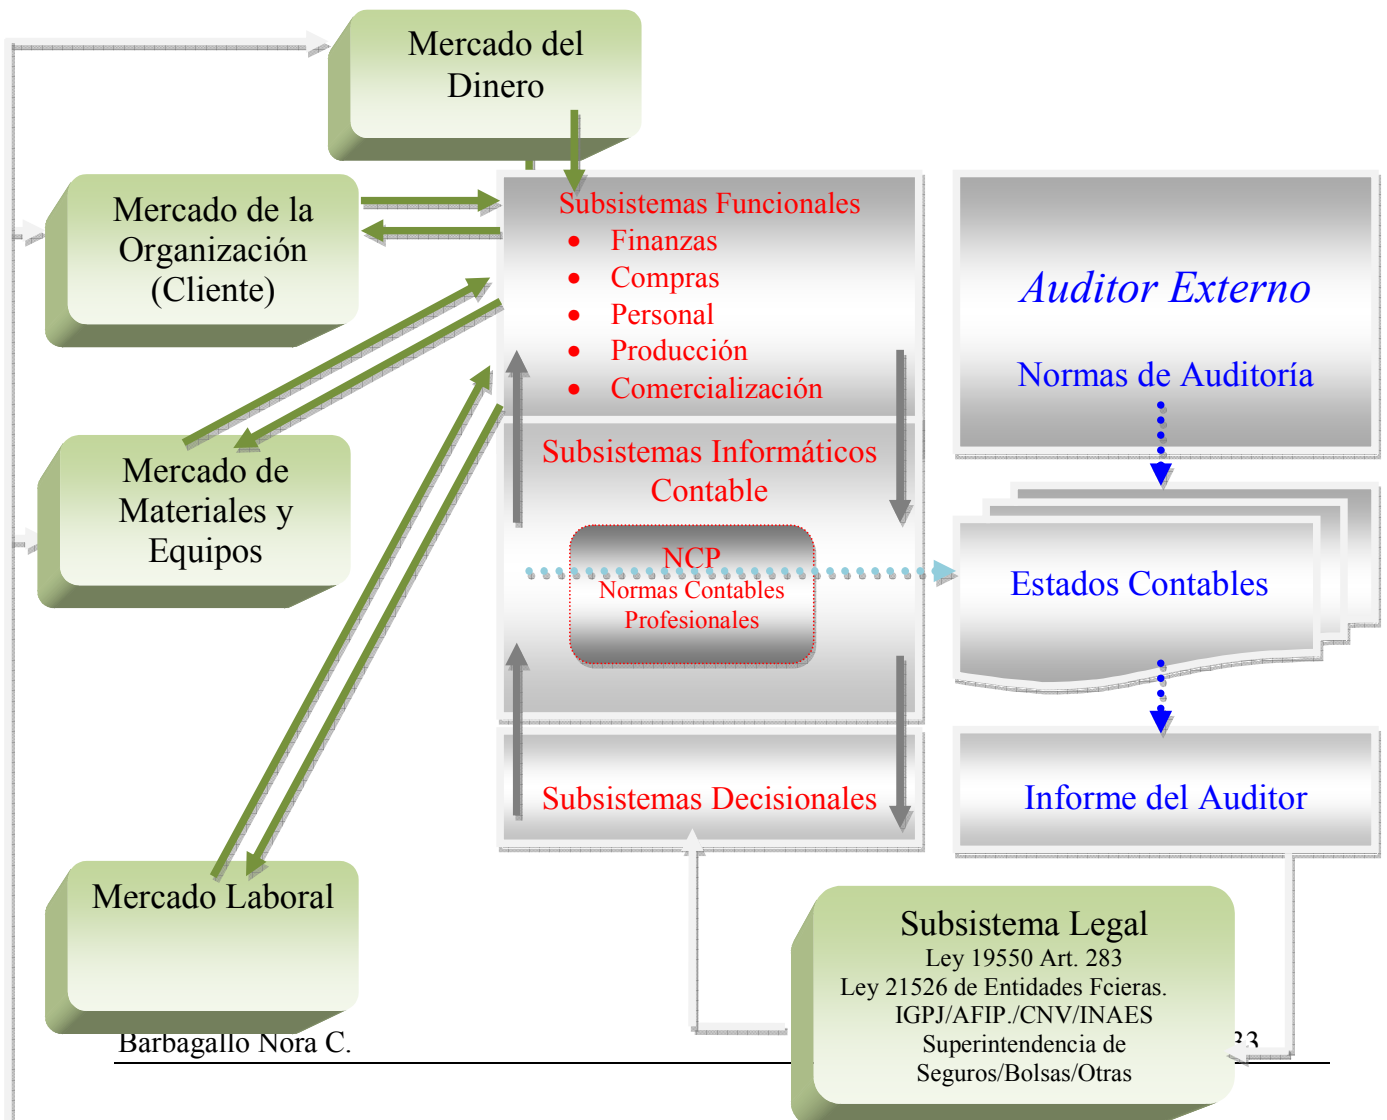 Mercado del
Dinero
Mercado de la
Organización
(Cliente)
Mercado de
Materiales y
Equipos
Mercado Laboral
Subsistemas Funcionales
• Finanzas
• Compras
• Personal
• Producción
• Comercialización
Subsistemas Informáticos
Contable
NCP
Normas Contables
Profesionales
Subsistemas Decisionales
Auditor Externo
Normas de Auditoría
Estados Contables
Informe del Auditor
Subsistema Legal
Ley 19550 Art. 283
Ley 21526 de Entidades Fcieras.
IGPJ/AFIP./CNV/INAES
Superintendencia de
Seguros/Bolsas/Otras
Barbagallo Nora C.